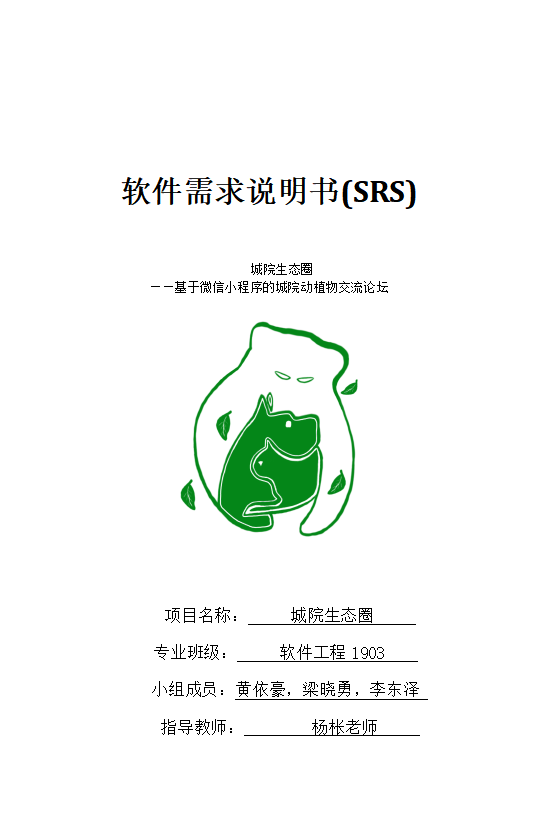 软件需求说明书(SRS)
城院生态圈
——基于微信小程序的城院动植物交流论坛
项目名称： 城院生态圈
专业班级： 软件工程 1903
小组成员：黄依豪，梁晓勇，李东泽
指导教师： 杨枨老师